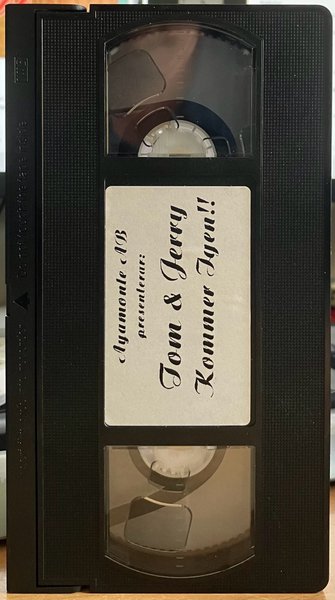 Ayamonte AB
presenterar:
Tom & Jerry
Kommer Igen!!